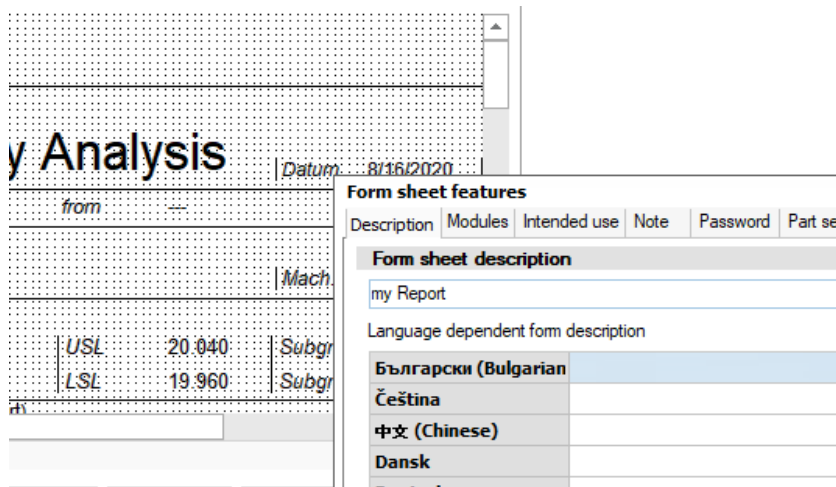 y Analysis
Datum 8/16/2020
from ---
Mach.
USL 20.040 Subgr
LSL 19.960 Subgr
Form sheet features
Description Modules Intended use Note Password Part se
Form sheet description
my Report
Language dependent form description
Български (Bulgarian
Čeština
中文 (Chinese)
Dansk